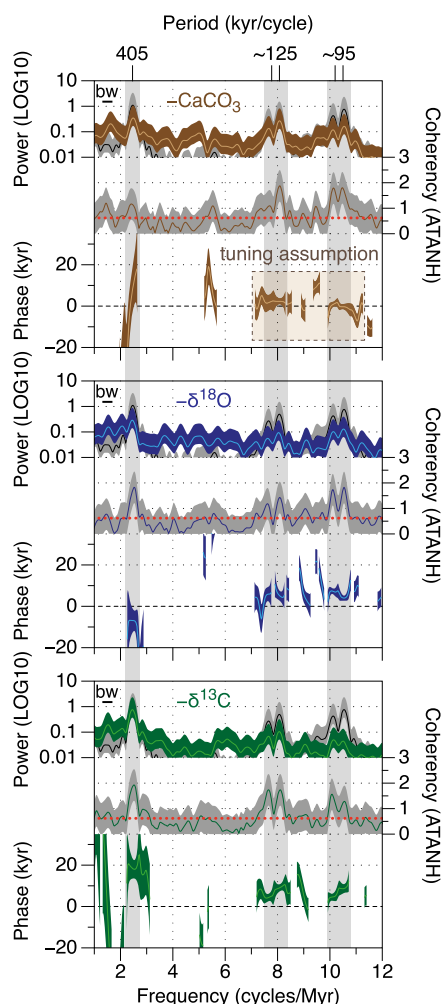 Period (kyr/cycle)
405 ~125 ~95
bw
−CaCO₃
Power (LOG10)
10
1
0.1
0.01
Coherency (ATANH)
3
2
1
0
tuning assumption
Phase (kyr)
20
0
−20
bw
−δ¹⁸O
Power (LOG10)
10
1
0.1
0.01
Coherency (ATANH)
3
2
1
0
Phase (kyr)
20
0
−20
bw
−δ¹³C
Power (LOG10)
10
1
0.1
0.01
Coherency (ATANH)
3
2
1
0
Phase (kyr)
20
0
−20
2 4 6 8 10 12
Frequency (cycles/Myr)